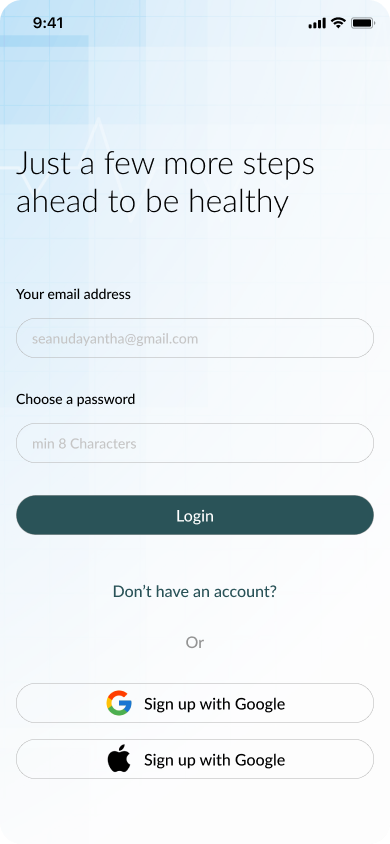 9:41
Just a few more steps
ahead to be healthy
Your email address
seanudayantha@gmail.com
Choose a password
min 8 Characters
Login
Don’t have an account?
Or
Sign up with Google
Sign up with Google